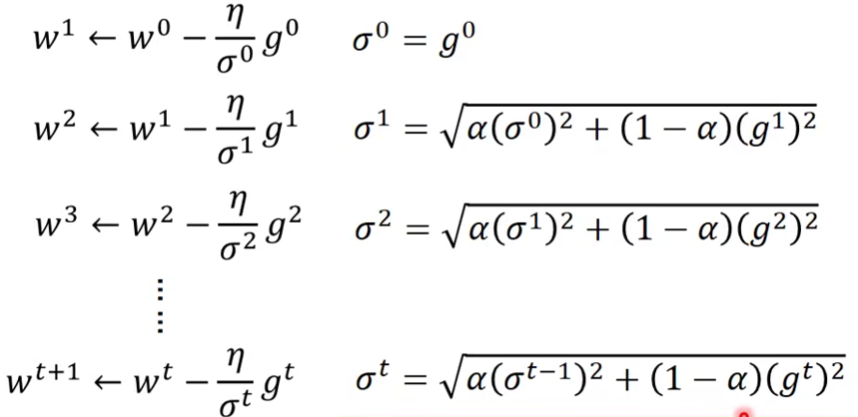 w¹ ← w⁰ − η/σ⁰ g⁰  σ⁰ = g⁰
w² ← w¹ − η/σ¹ g¹  σ¹ = √(α(σ⁰)² + (1 − α)(g¹)²)
w³ ← w² − η/σ² g²  σ² = √(α(σ¹)² + (1 − α)(g²)²)
⋮
⋮
wᵗ⁺¹ ← wᵗ − η/σᵗ gᵗ  σᵗ = √(α(σᵗ⁻¹)² + (1 − α)(gᵗ)²)